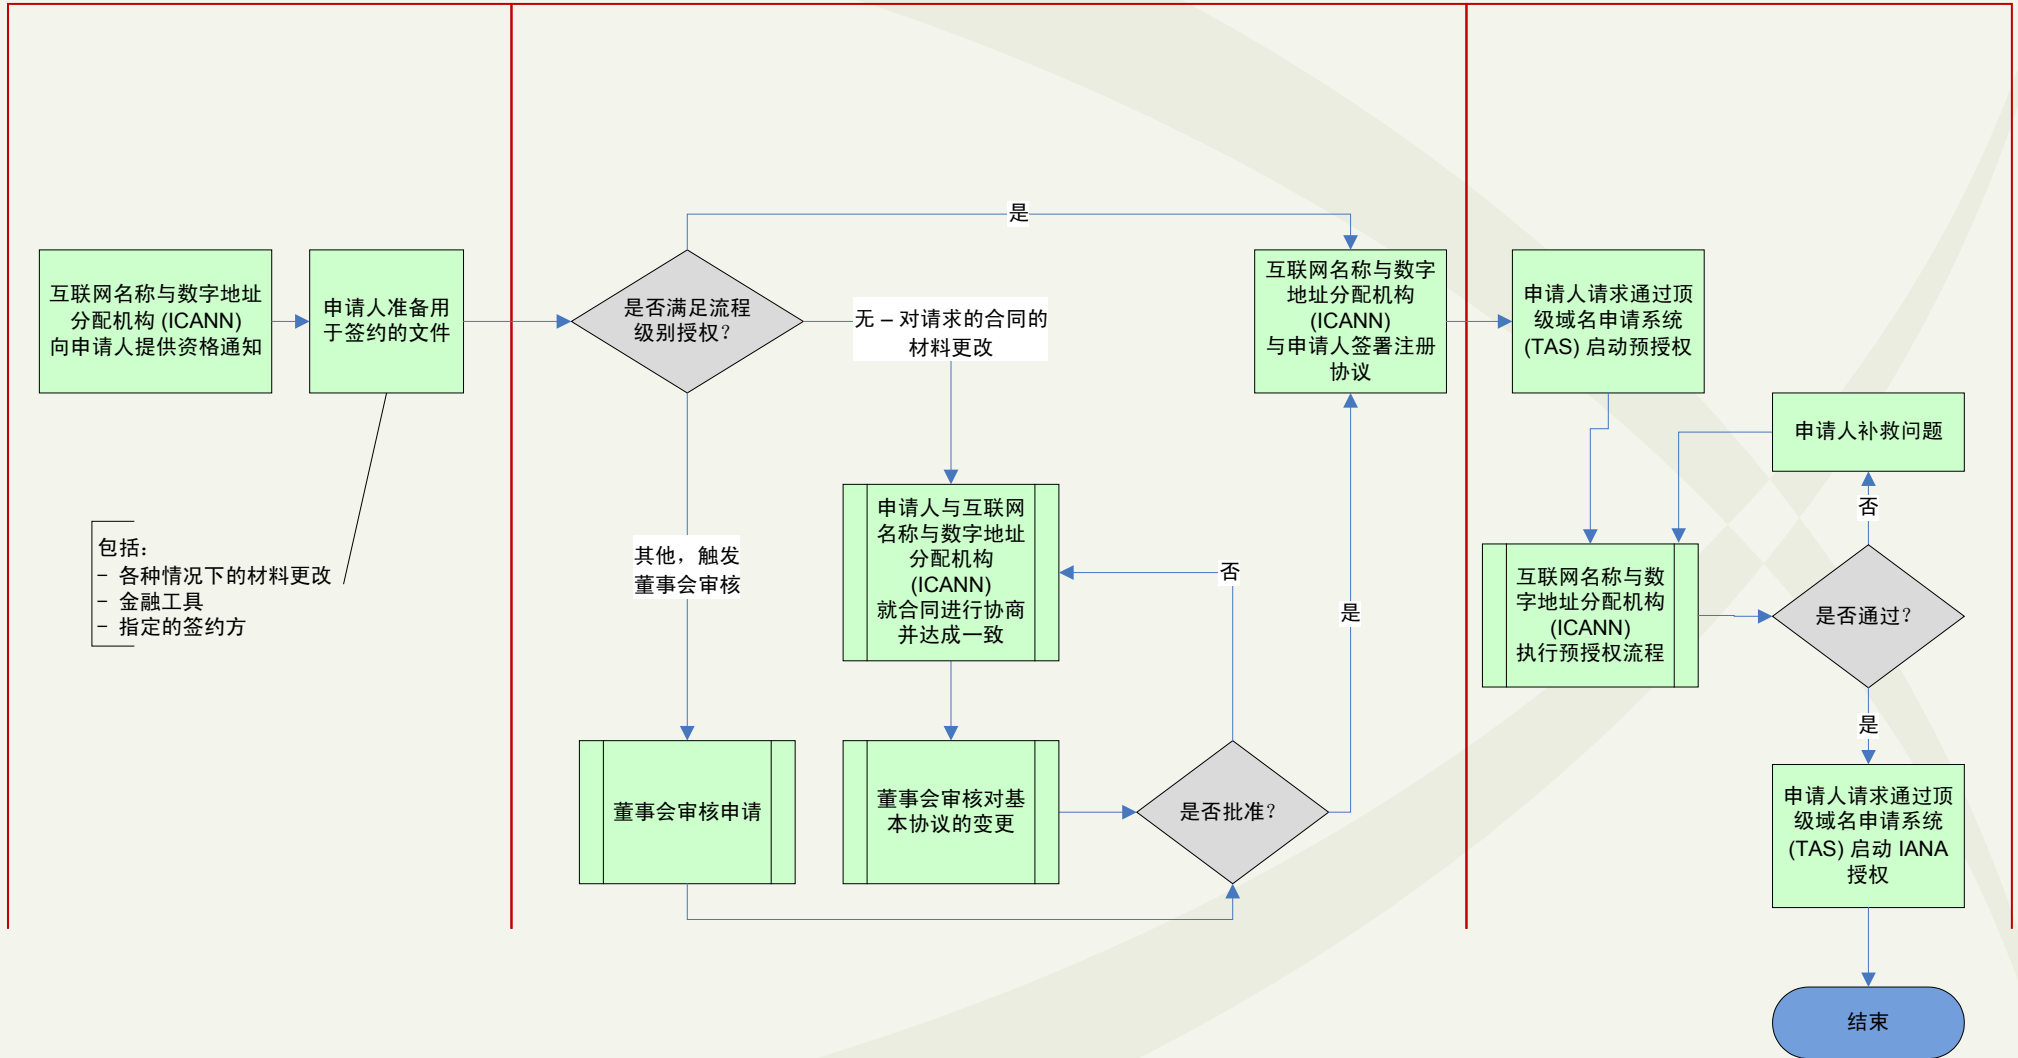 互联网名称与数字地址
分配机构 (ICANN)
向申请人提供资格通知
申请人准备用
于签约的文件
包括：
- 各种情况下的材料更改
- 金融工具
- 指定的签约方
是否满足流程
级别授权？
是
无 – 对请求的合同的
材料更改
其他，触发
董事会审核
申请人与互联网
名称与数字地址
分配机构
(ICANN)
就合同进行协商
并达成一致
董事会审核申请
董事会审核对基
本协议的变更
是否批准？
否
是
互联网名称与数字
地址分配机构
(ICANN)
与申请人签署注册
协议
申请人请求通过顶
级域名申请系统
(TAS) 启动预授权
申请人补救问题
否
互联网名称与数
字地址分配机构
(ICANN)
执行预授权流程
是否通过？
是
申请人请求通过顶
级域名申请系统
(TAS) 启动 IANA
授权
结束